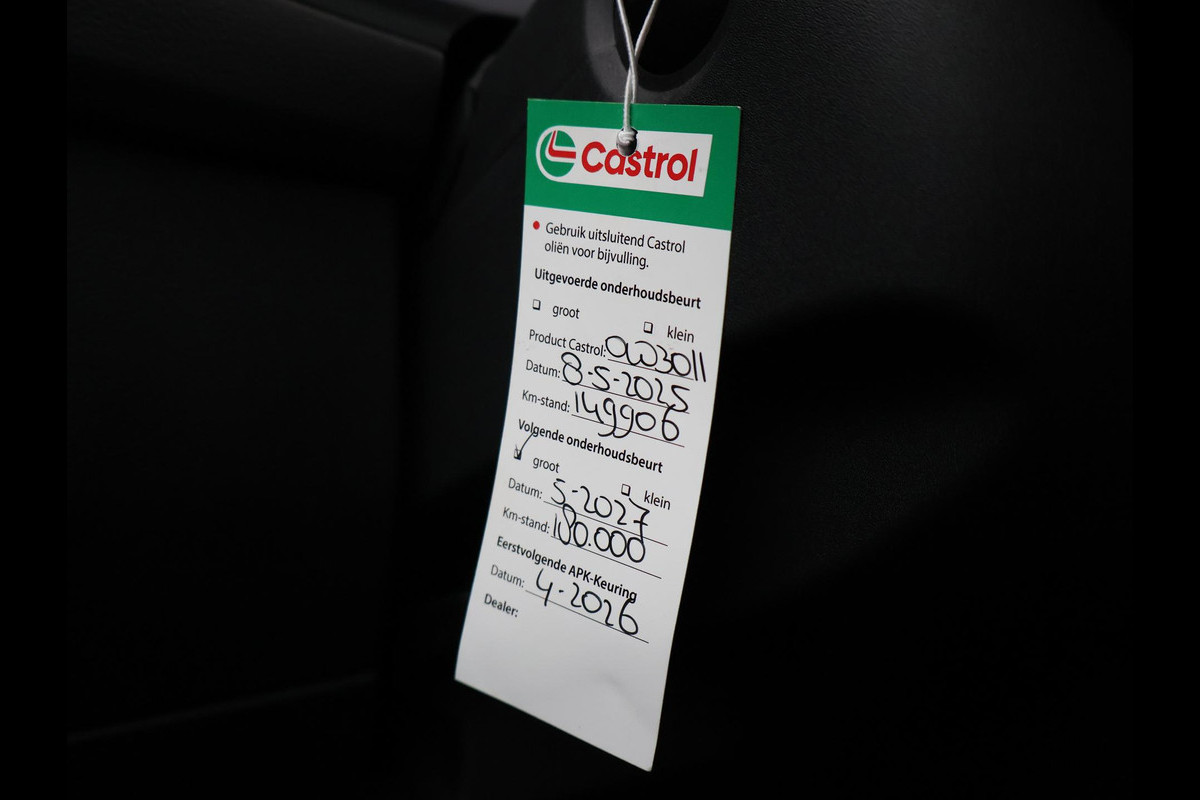 Castrol
Gebruik uitsluitend Castrol
oliën voor bijvulling.
Uitgevoerde onderhoudsbeurt
groot klein
Product Castrol: 0W30ll
Datum: 8-5-2025
Km-stand: 149906
Volgende onderhoudsbeurt
groot klein
Datum: 5-2027
Km-stand: 180.000
Eerstvolgende APK-Keuring
Datum: 4-2026
Dealer: